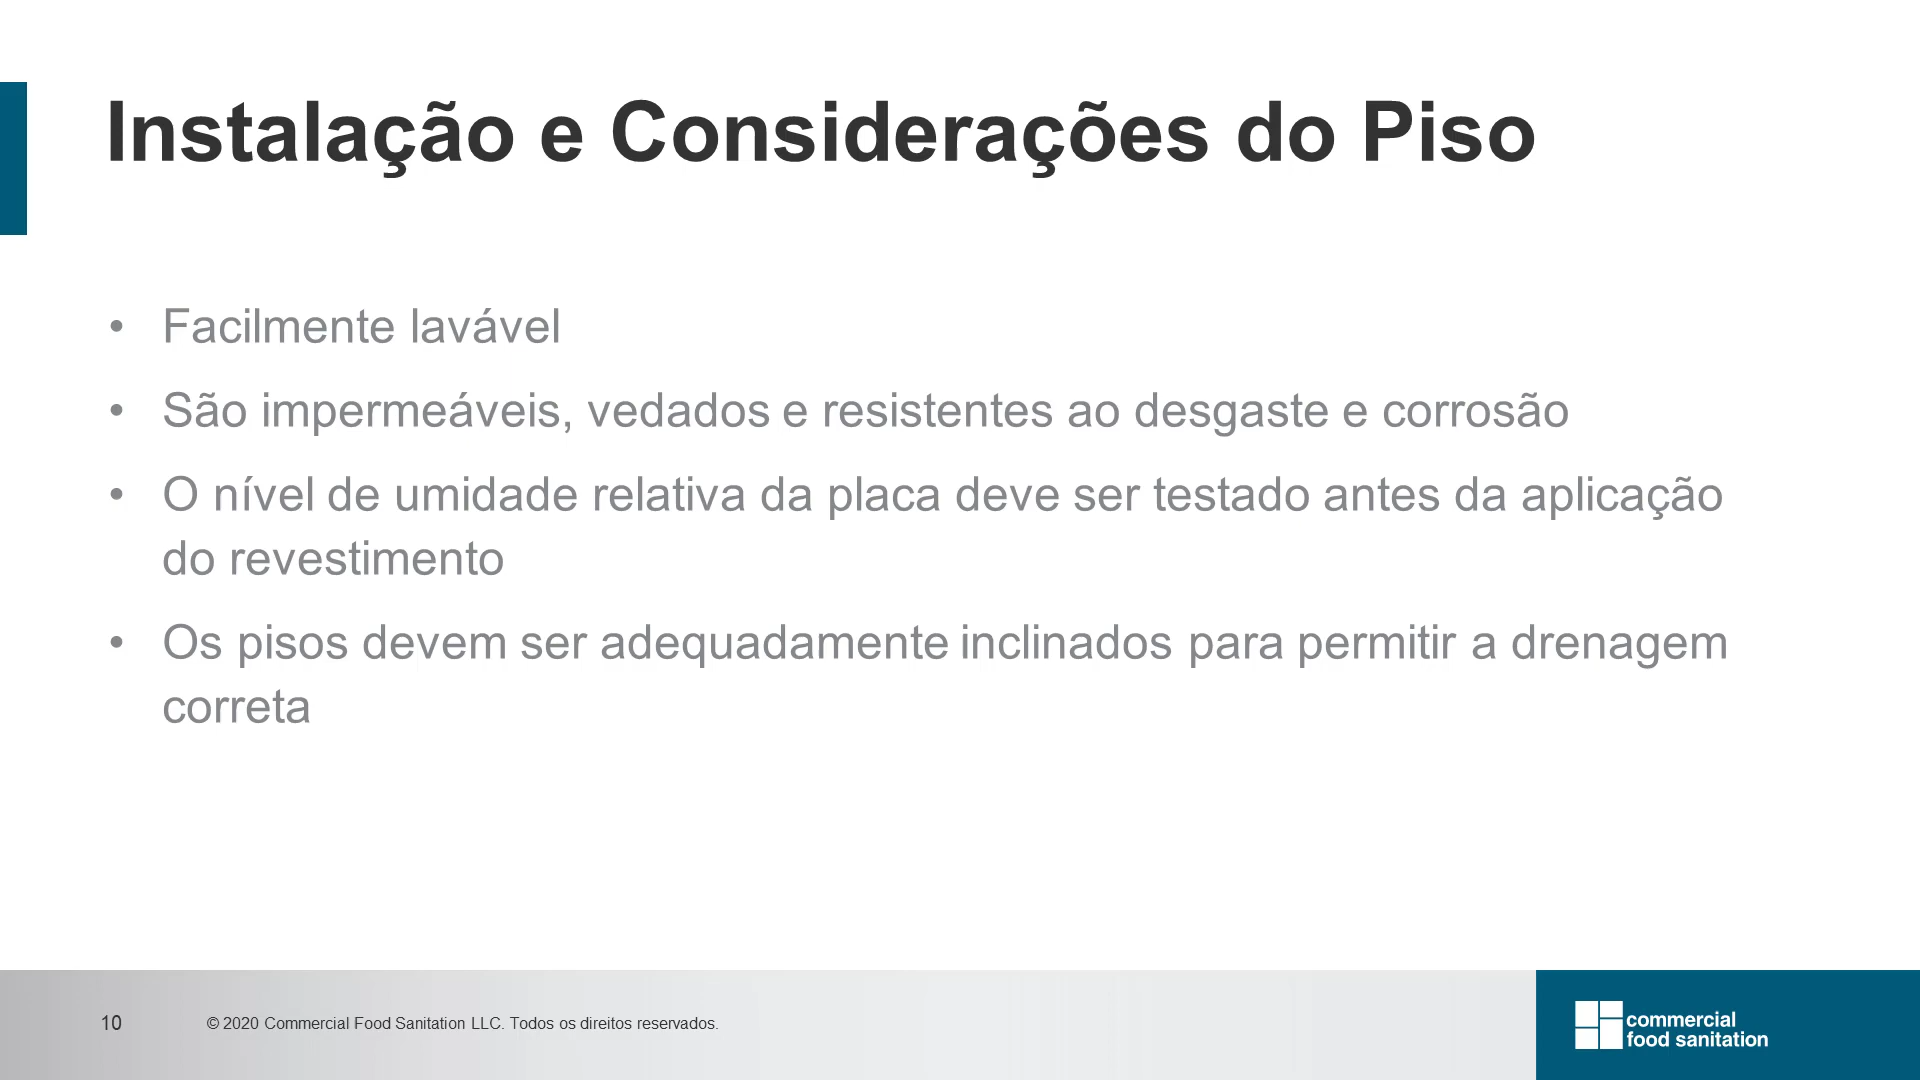 Instalação e Considerações do Piso
• Facilmente lavável
• São impermeáveis, vedados e resistentes ao desgaste e corrosão
• O nível de umidade relativa da placa deve ser testado antes da aplicação
do revestimento
• Os pisos devem ser adequadamente inclinados para permitir a drenagem
correta
10
© 2020 Commercial Food Sanitation LLC. Todos os direitos reservados.
commercial
food sanitation